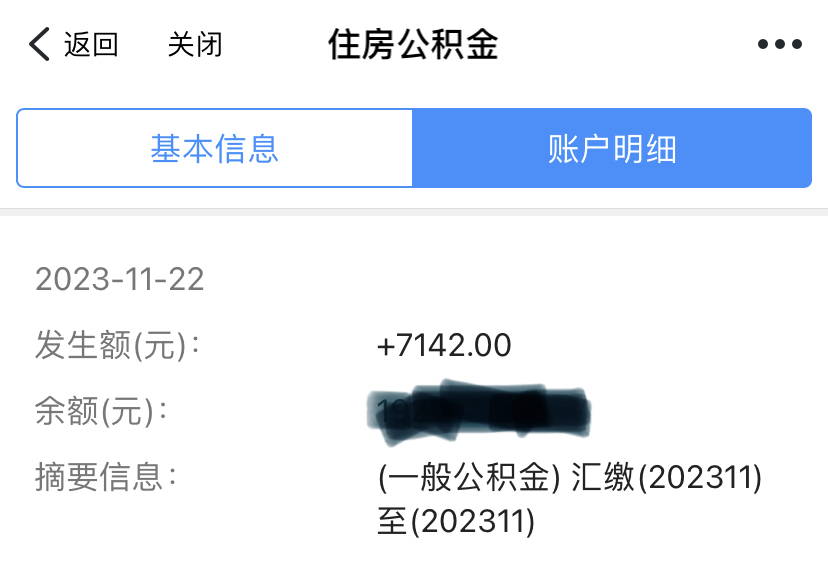 返回 关闭 住房公积金
基本信息 账户明细
2023-11-22
发生额(元): +7142.00
余额(元):
摘要信息: (一般公积金) 汇缴(202311)
至(202311)